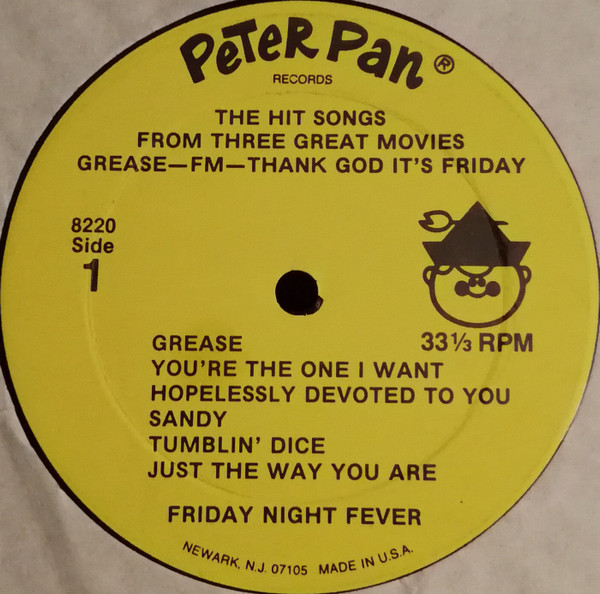 PETER PAN ®
RECORDS
THE HIT SONGS
FROM THREE GREAT MOVIES
GREASE—FM—THANK GOD IT'S FRIDAY
8220
Side
1
33⅓ RPM
GREASE
YOU'RE THE ONE I WANT
HOPELESSLY DEVOTED TO YOU
SANDY
TUMBLIN' DICE
JUST THE WAY YOU ARE
FRIDAY NIGHT FEVER
NEWARK, N.J. 07105 MADE IN U.S.A.